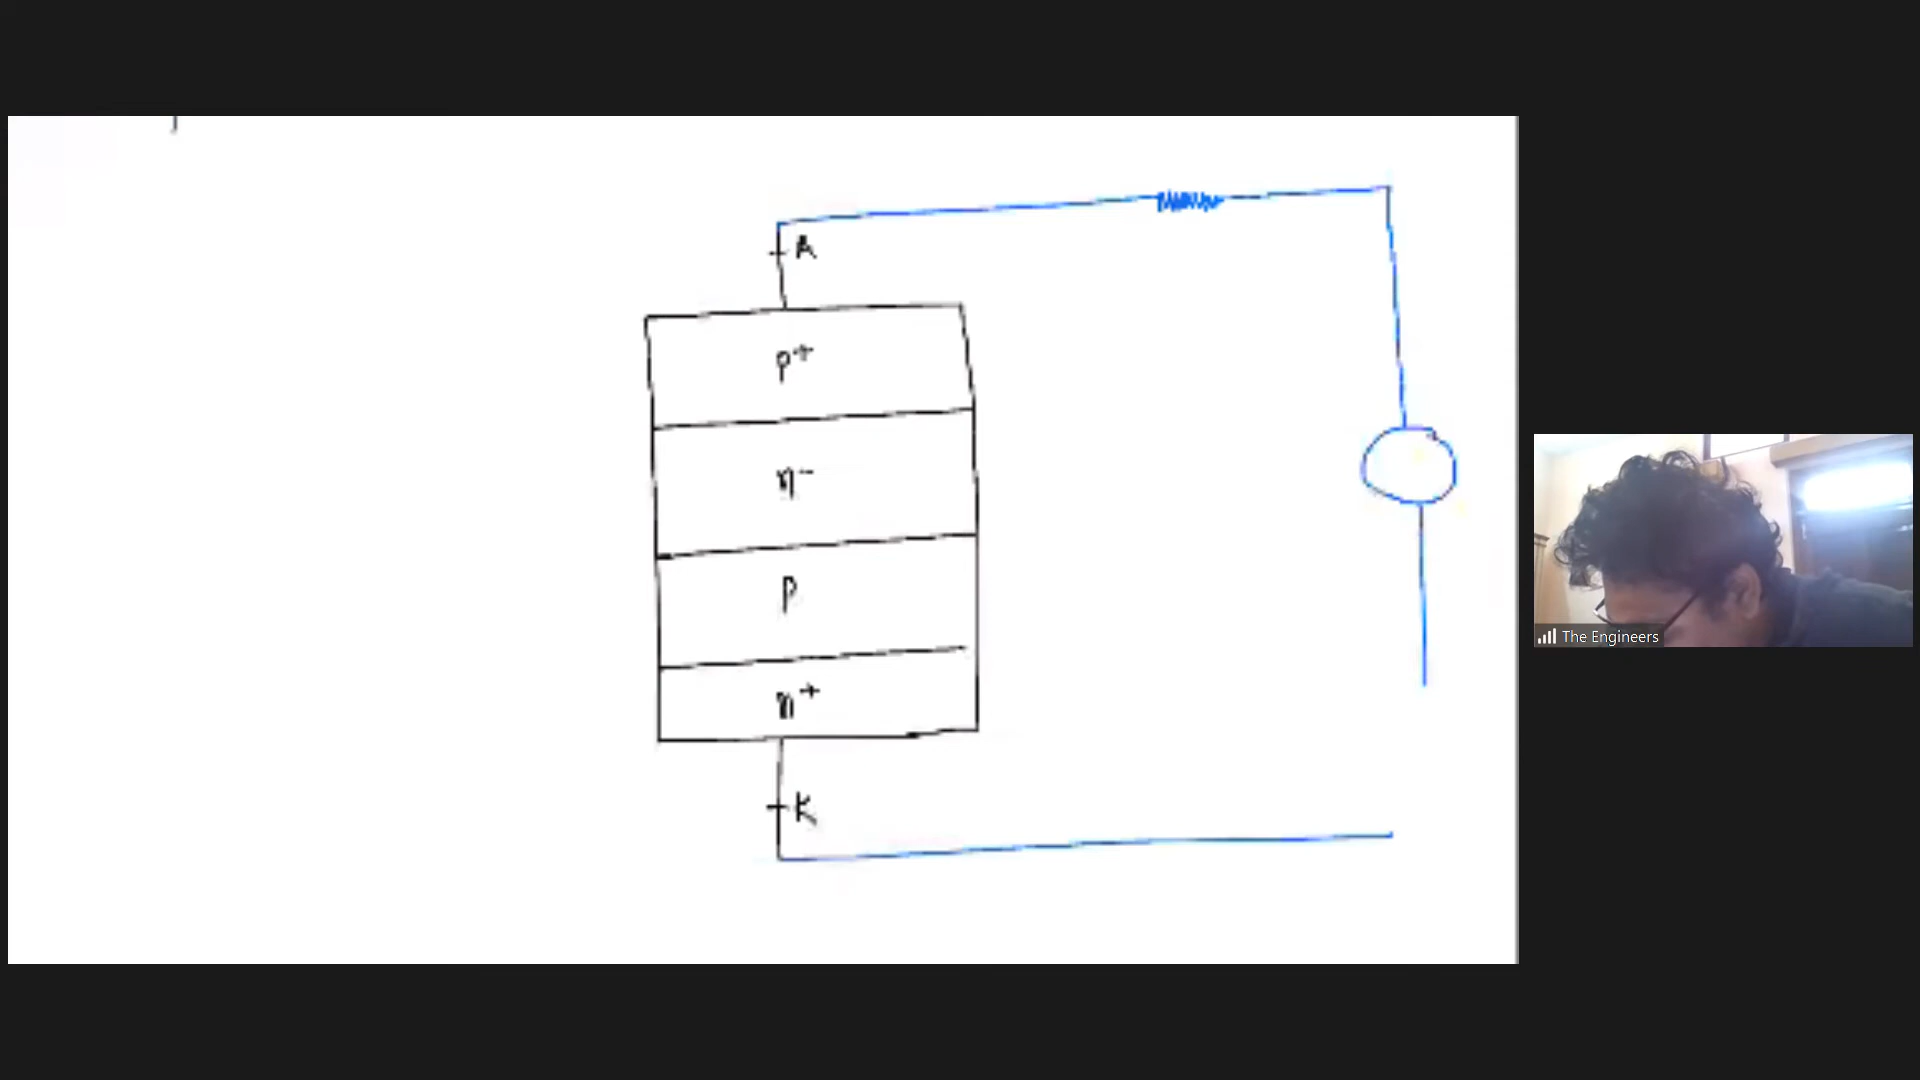 A
p+
n-
p
n+
K
The Engineers